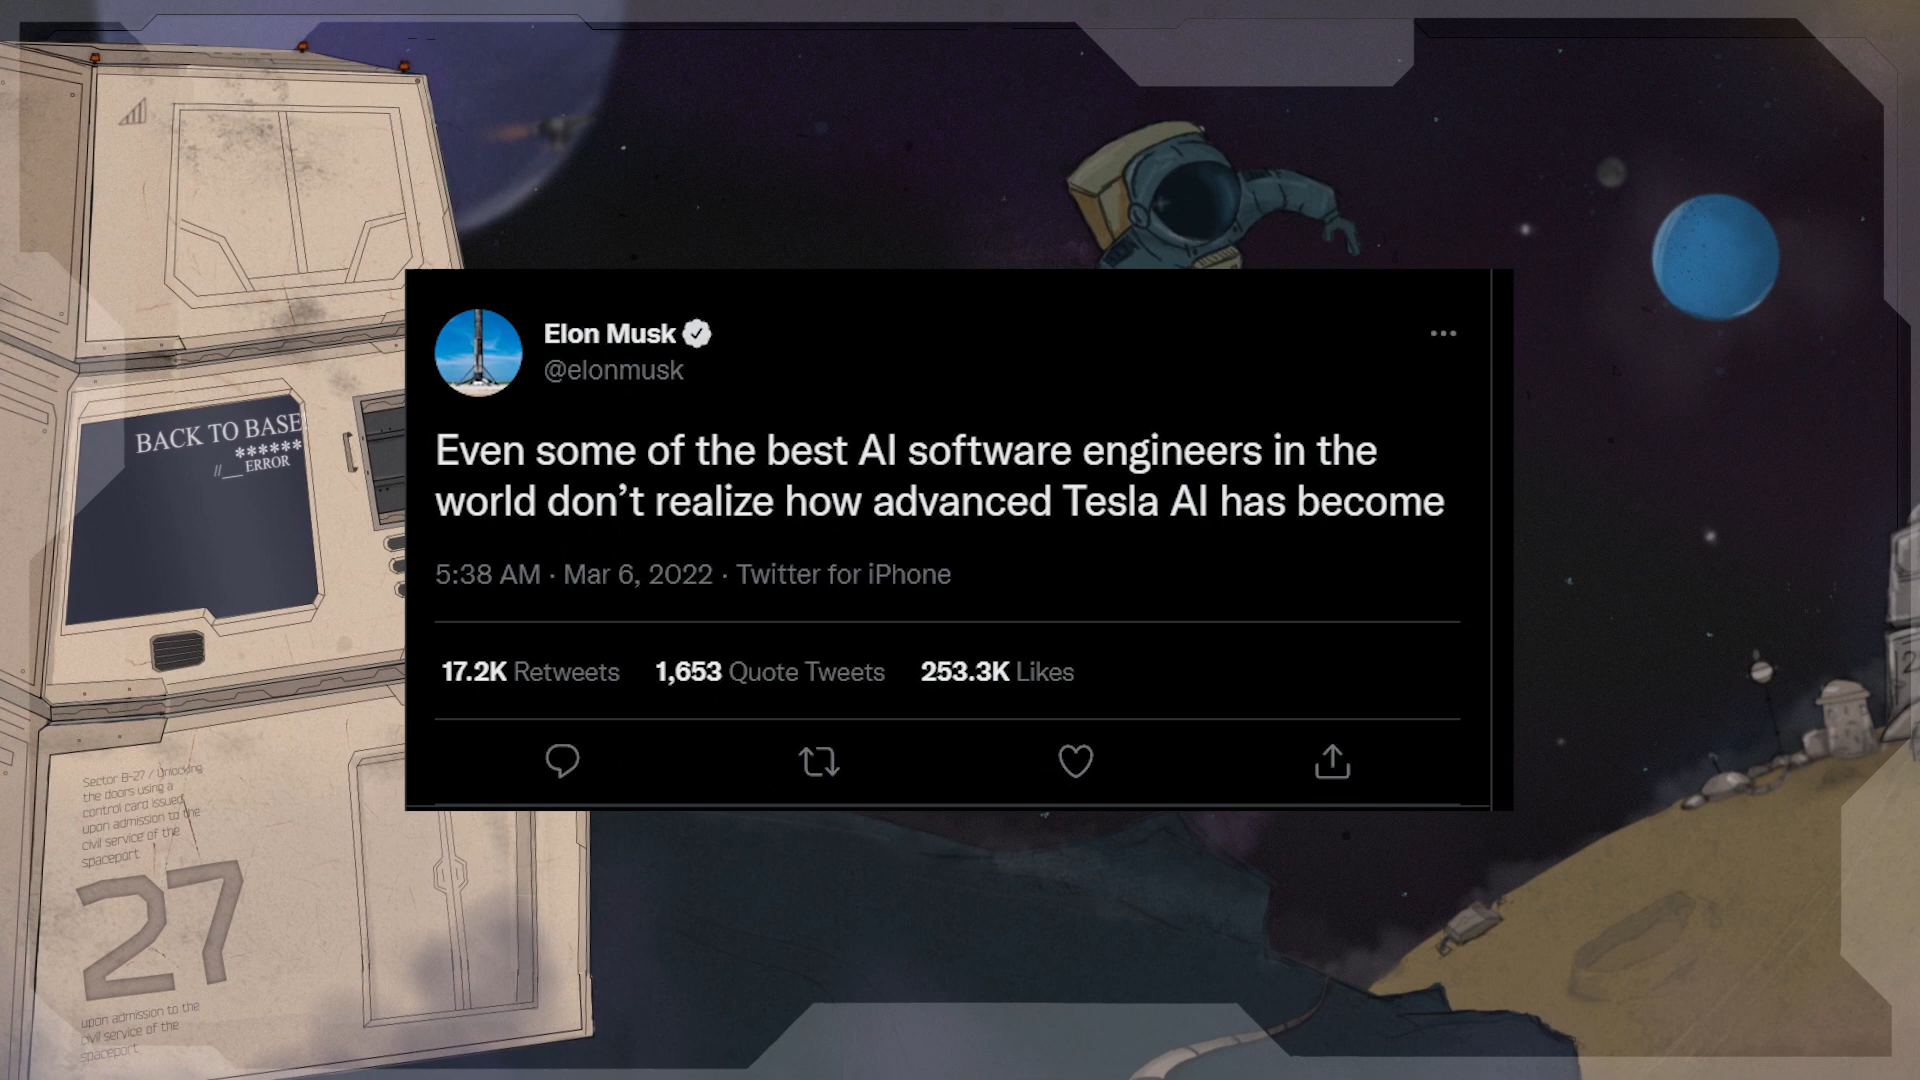 BACK TO BASE
******
//___ERROR
Elon Musk
@elonmusk
Even some of the best AI software engineers in the
world don’t realize how advanced Tesla AI has become
5:38 AM · Mar 6, 2022 · Twitter for iPhone
17.2K Retweets 1,653 Quote Tweets 253.3K Likes
Sector B-27 / Unlocking
the doors using a
control card issued
upon admission to the
civil service of the
spaceport
27
upon admission to the
civil service of the
spaceport
2